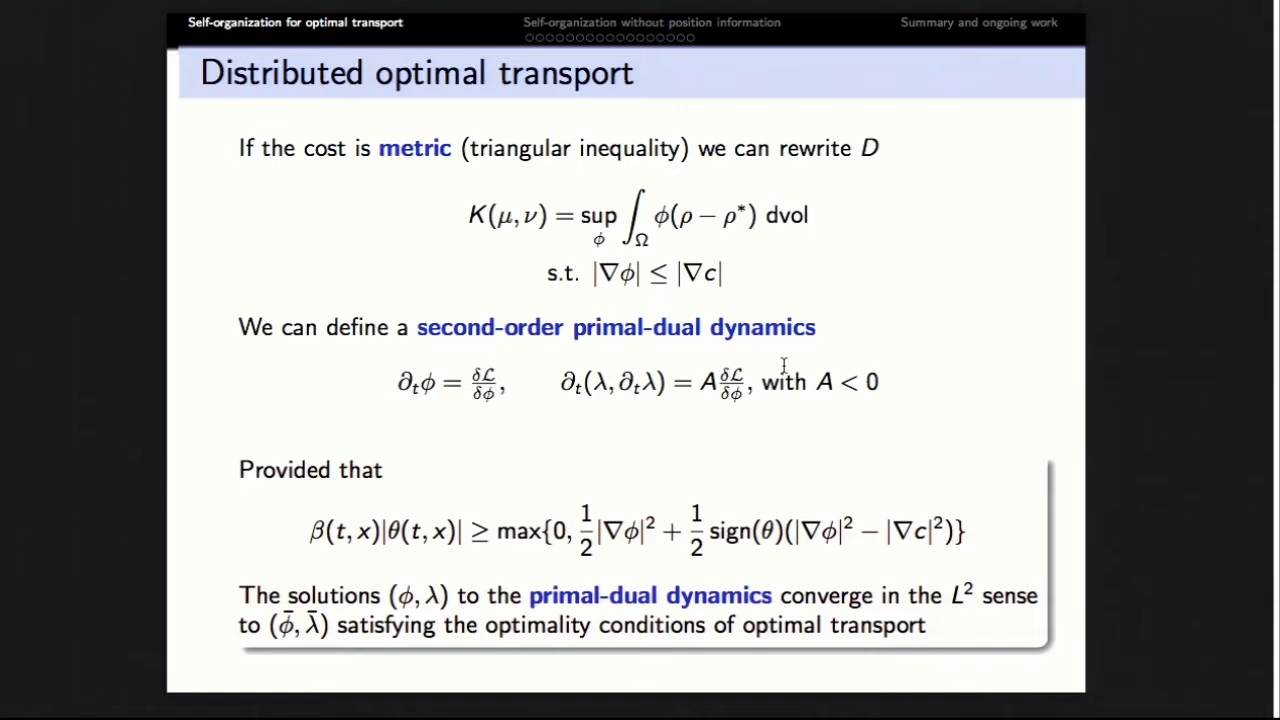 Self-organization for optimal transport Self-organization without position information Summary and ongoing work
Distributed optimal transport
If the cost is metric (triangular inequality) we can rewrite D
K(μ, ν) = sup_ϕ ∫_Ω ϕ(ρ − ρ*) dvol
s.t. |∇ϕ| ≤ |∇c|
We can define a second-order primal-dual dynamics
∂_tϕ = δℒ/δϕ, ∂_t(λ, ∂_tλ) = A δℒ/δϕ, with A < 0
Provided that
β(t, x)|θ(t, x)| ≥ max{0, 1/2|∇ϕ|² + 1/2 sign(θ)(|∇ϕ|² − |∇c|²)}
The solutions (ϕ, λ) to the primal-dual dynamics converge in the L² sense
to (ϕ̄, λ̄) satisfying the optimality conditions of optimal transport